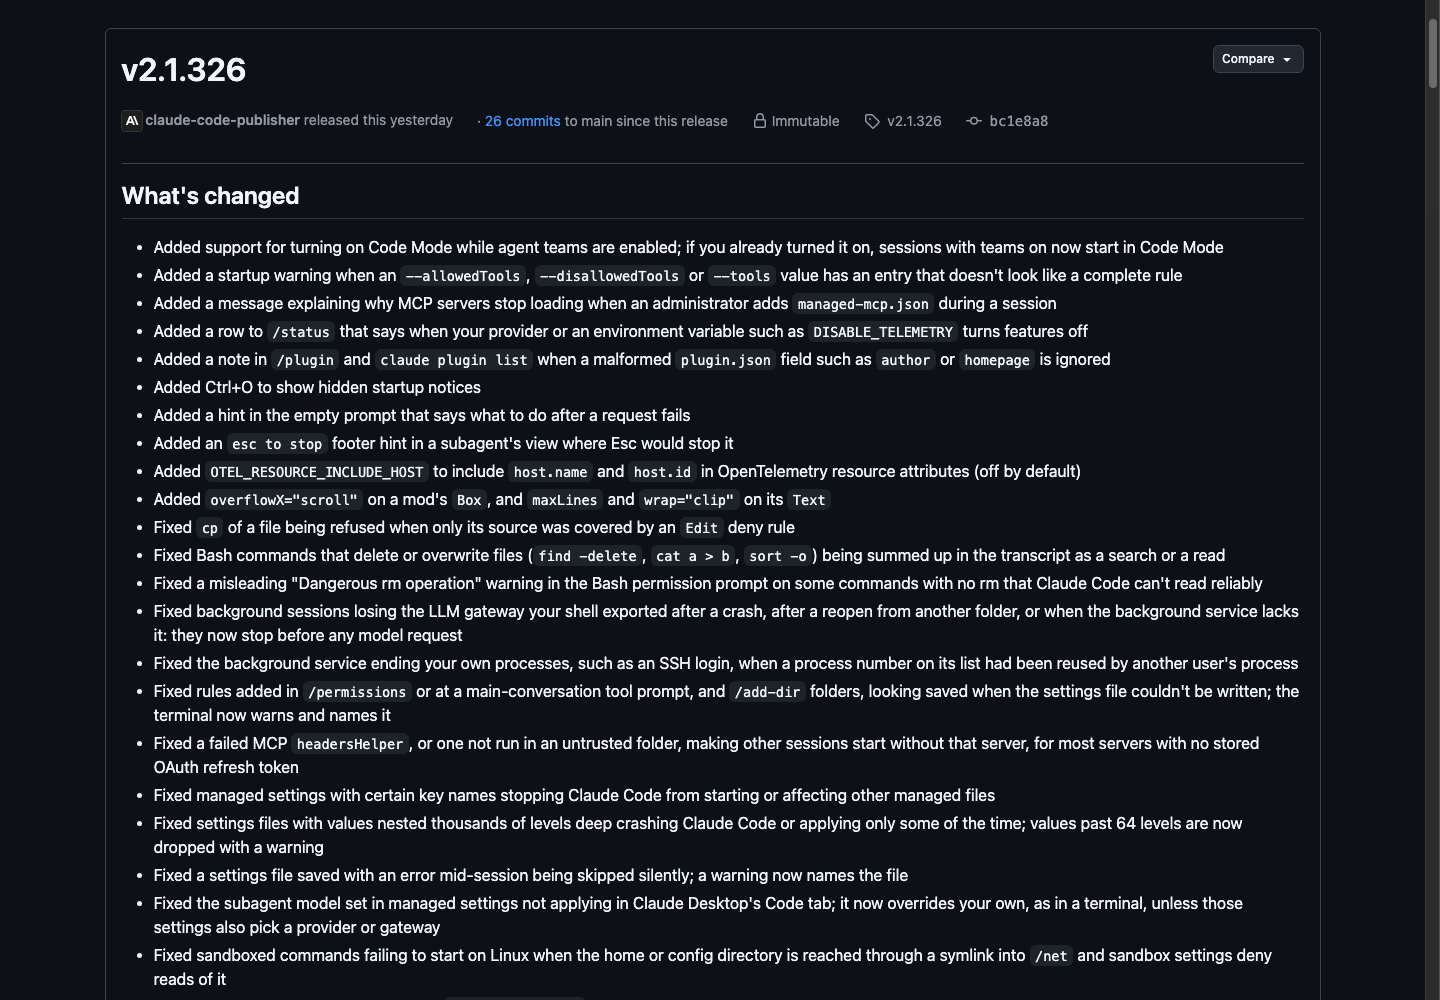 v2.1.326
Compare
claude-code-publisher released this yesterday · 26 commits to main since this release Immutable v2.1.326 bc1e8a8
What's changed
• Added support for turning on Code Mode while agent teams are enabled; if you already turned it on, sessions with teams on now start in Code Mode
• Added a startup warning when an --allowedTools, --disallowedTools or --tools value has an entry that doesn't look like a complete rule
• Added a message explaining why MCP servers stop loading when an administrator adds managed-mcp.json during a session
• Added a row to /status that says when your provider or an environment variable such as DISABLE_TELEMETRY turns features off
• Added a note in /plugin and claude plugin list when a malformed plugin.json field such as author or homepage is ignored
• Added Ctrl+O to show hidden startup notices
• Added a hint in the empty prompt that says what to do after a request fails
• Added an esc to stop footer hint in a subagent's view where Esc would stop it
• Added OTEL_RESOURCE_INCLUDE_HOST to include host.name and host.id in OpenTelemetry resource attributes (off by default)
• Added overflowX="scroll" on a mod's Box, and maxLines and wrap="clip" on its Text
• Fixed cp of a file being refused when only its source was covered by an Edit deny rule
• Fixed Bash commands that delete or overwrite files (find -delete, cat a > b, sort -o) being summed up in the transcript as a search or a read
• Fixed a misleading "Dangerous rm operation" warning in the Bash permission prompt on some commands with no rm that Claude Code can't read reliably
• Fixed background sessions losing the LLM gateway your shell exported after a crash, after a reopen from another folder, or when the background service lacks
it: they now stop before any model request
• Fixed the background service ending your own processes, such as an SSH login, when a process number on its list had been reused by another user's process
• Fixed rules added in /permissions or at a main-conversation tool prompt, and /add-dir folders, looking saved when the settings file couldn't be written; the
terminal now warns and names it
• Fixed a failed MCP headersHelper, or one not run in an untrusted folder, making other sessions start without that server, for most servers with no stored
OAuth refresh token
• Fixed managed settings with certain key names stopping Claude Code from starting or affecting other managed files
• Fixed settings files with values nested thousands of levels deep crashing Claude Code or applying only some of the time; values past 64 levels are now
dropped with a warning
• Fixed a settings file saved with an error mid-session being skipped silently; a warning now names the file
• Fixed the subagent model set in managed settings not applying in Claude Desktop's Code tab; it now overrides your own, as in a terminal, unless those
settings also pick a provider or gateway
• Fixed sandboxed commands failing to start on Linux when the home or config directory is reached through a symlink into /net and sandbox settings deny
reads of it